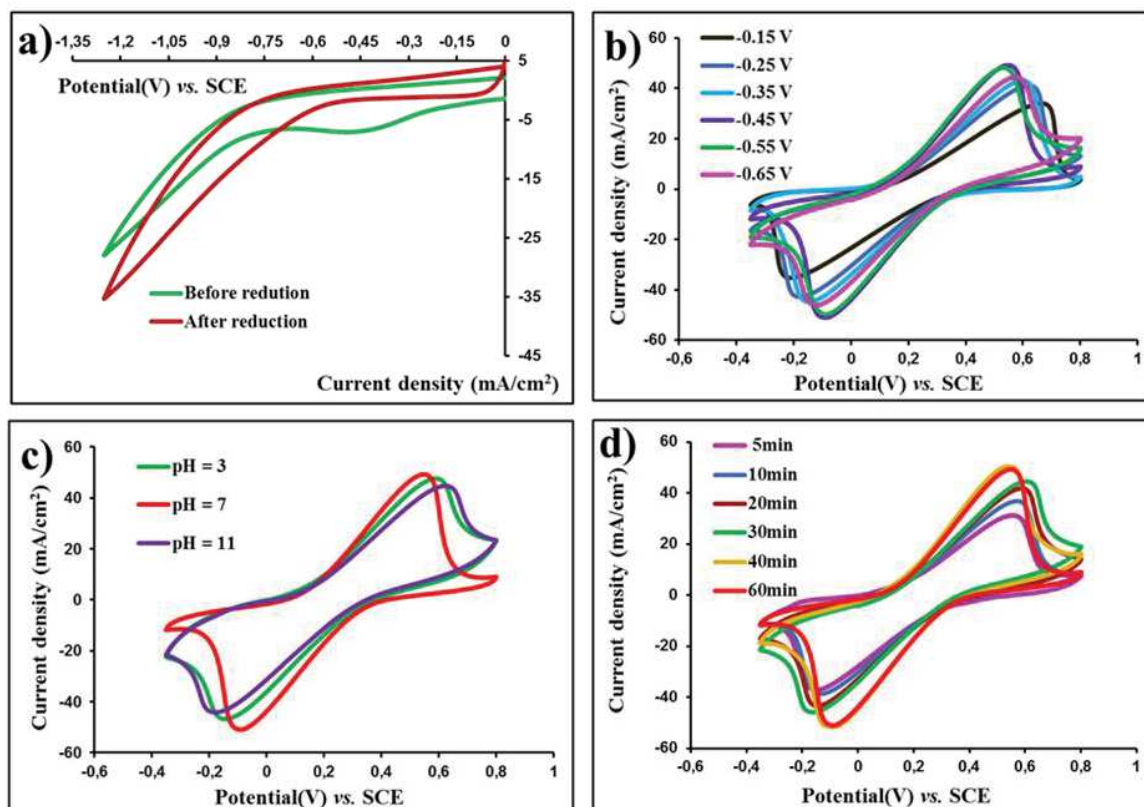 a)
-1,35 -1,2 -1,05 -0,9 -0,75 -0,6 -0,45 -0,3 -0,15 0
5
Potential(V) vs. SCE
-5
-15
-25
Before redution
-35
After reduction
-45
Current density (mA/cm²)
b)
60
-0.15 V
-0.25 V
40
-0.35 V
-0.45 V
20
-0.55 V
-0.65 V
0
-20
-40
-60
Current density (mA/cm²)
-0,6 -0,4 -0,2 0 0,2 0,4 0,6 0,8 1
Potential(V) vs. SCE
c)
60
pH = 3
40
pH = 7
20
pH = 11
0
-20
-40
-60
Current density (mA/cm²)
-0,6 -0,4 -0,2 0 0,2 0,4 0,6 0,8 1
Potential(V) vs. SCE
d)
60
5min
10min
40
20min
30min
20
40min
60min
0
-20
-40
-60
Current density (mA/cm²)
-0,6 -0,4 -0,2 0 0,2 0,4 0,6 0,8 1
Potential(V) vs. SCE